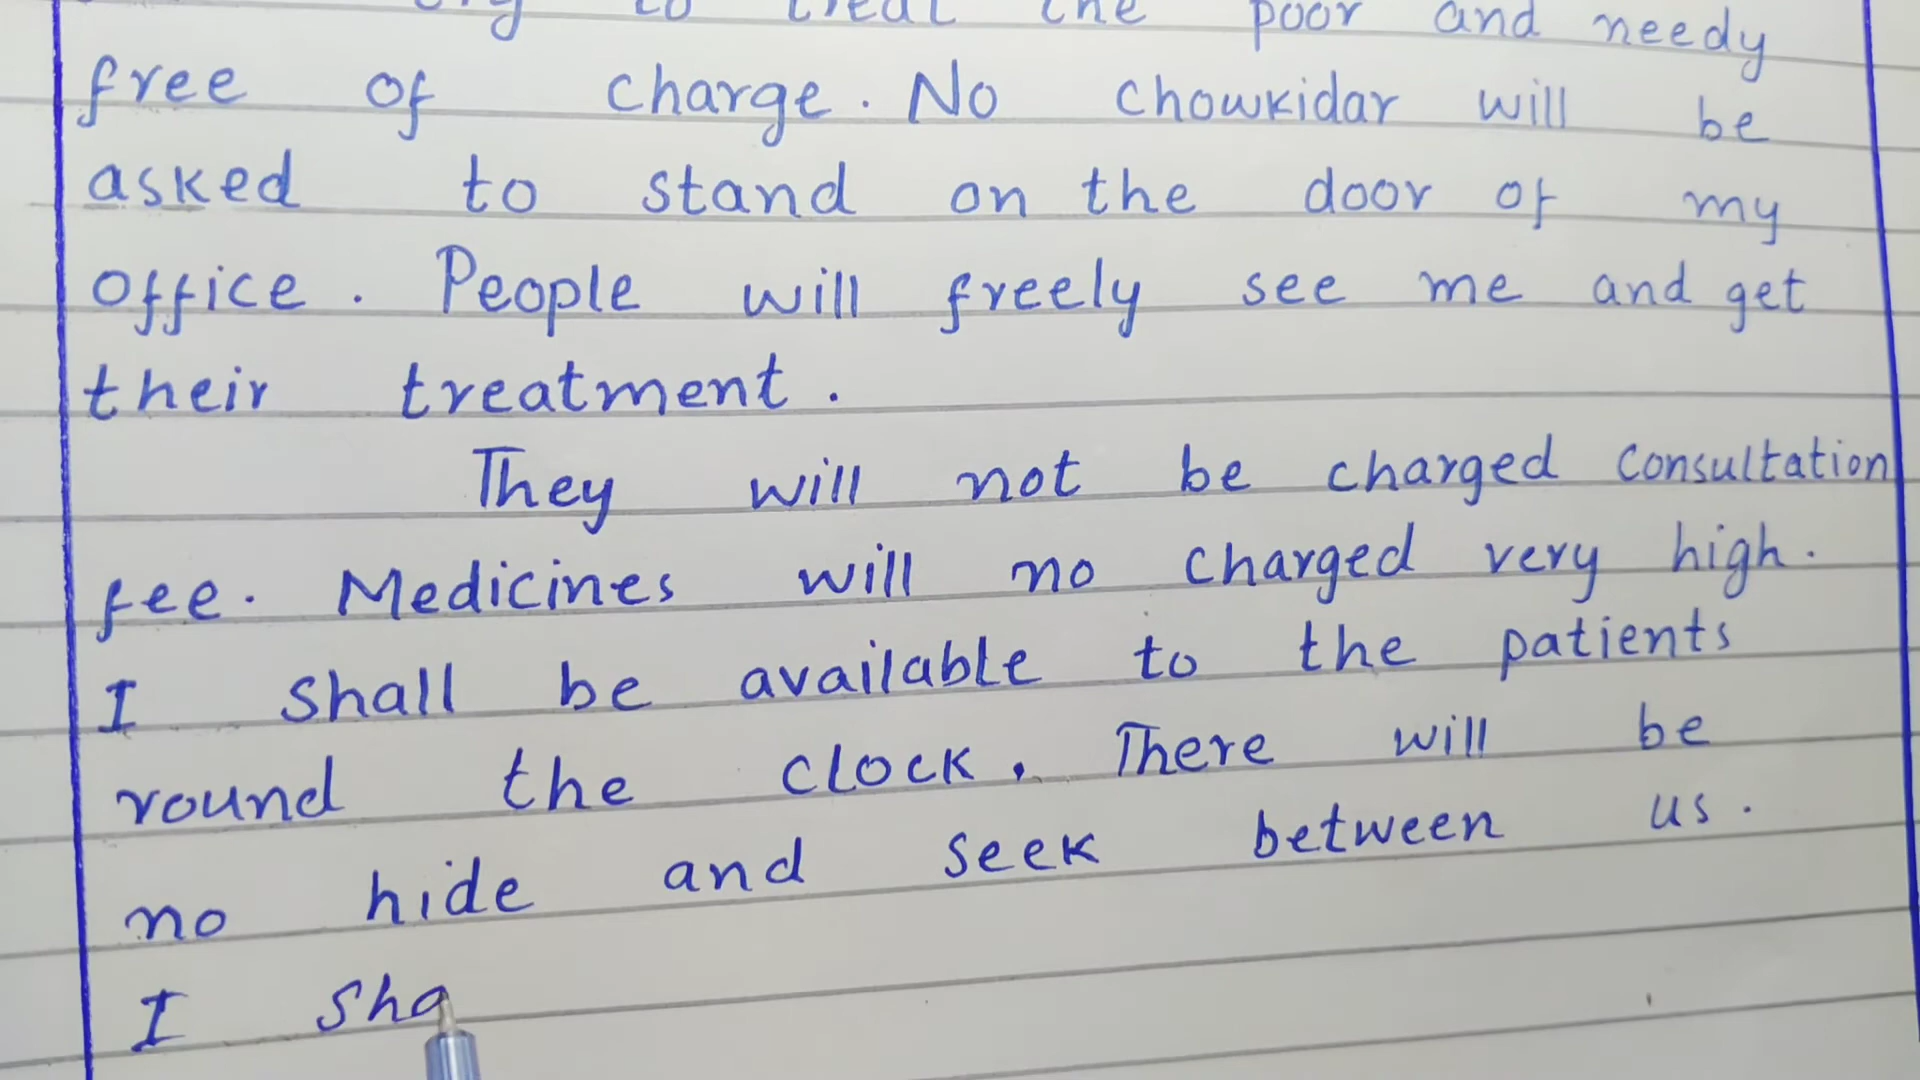 to treat the poor and needy
free of charge. No chowkidar will be
asked to stand on the door of my
office. People will freely see me and get
their treatment.
They will not be charged consultation
fee. Medicines will no charged very high.
I shall be available to the patients
round the clock. There will be
no hide and seek between us.
I sha